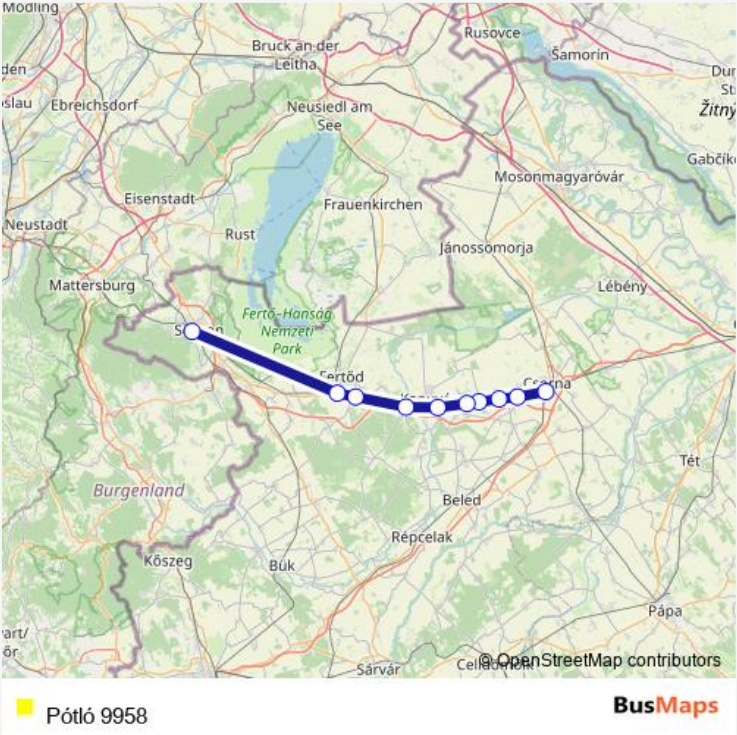 Modling
Rusovce
Bruck an der
Leitha
Šamorín
Ebreichsdorf
Neusiedl am
See
Žitný
Gabčík
Mosonmagyaróvár
Eisenstadt
Frauenkirchen
Neustadt
Rust
Jánossomorja
Mattersburg
Lébény
Fertő-Hanság
Nemzeti
Park
Fertőd
Csorna
Tét
Burgenland
Beled
Répcelak
Kőszeg
Bük
Pápa
Sárvár
© OpenStreetMap contributors
Pótló 9958
BusMaps